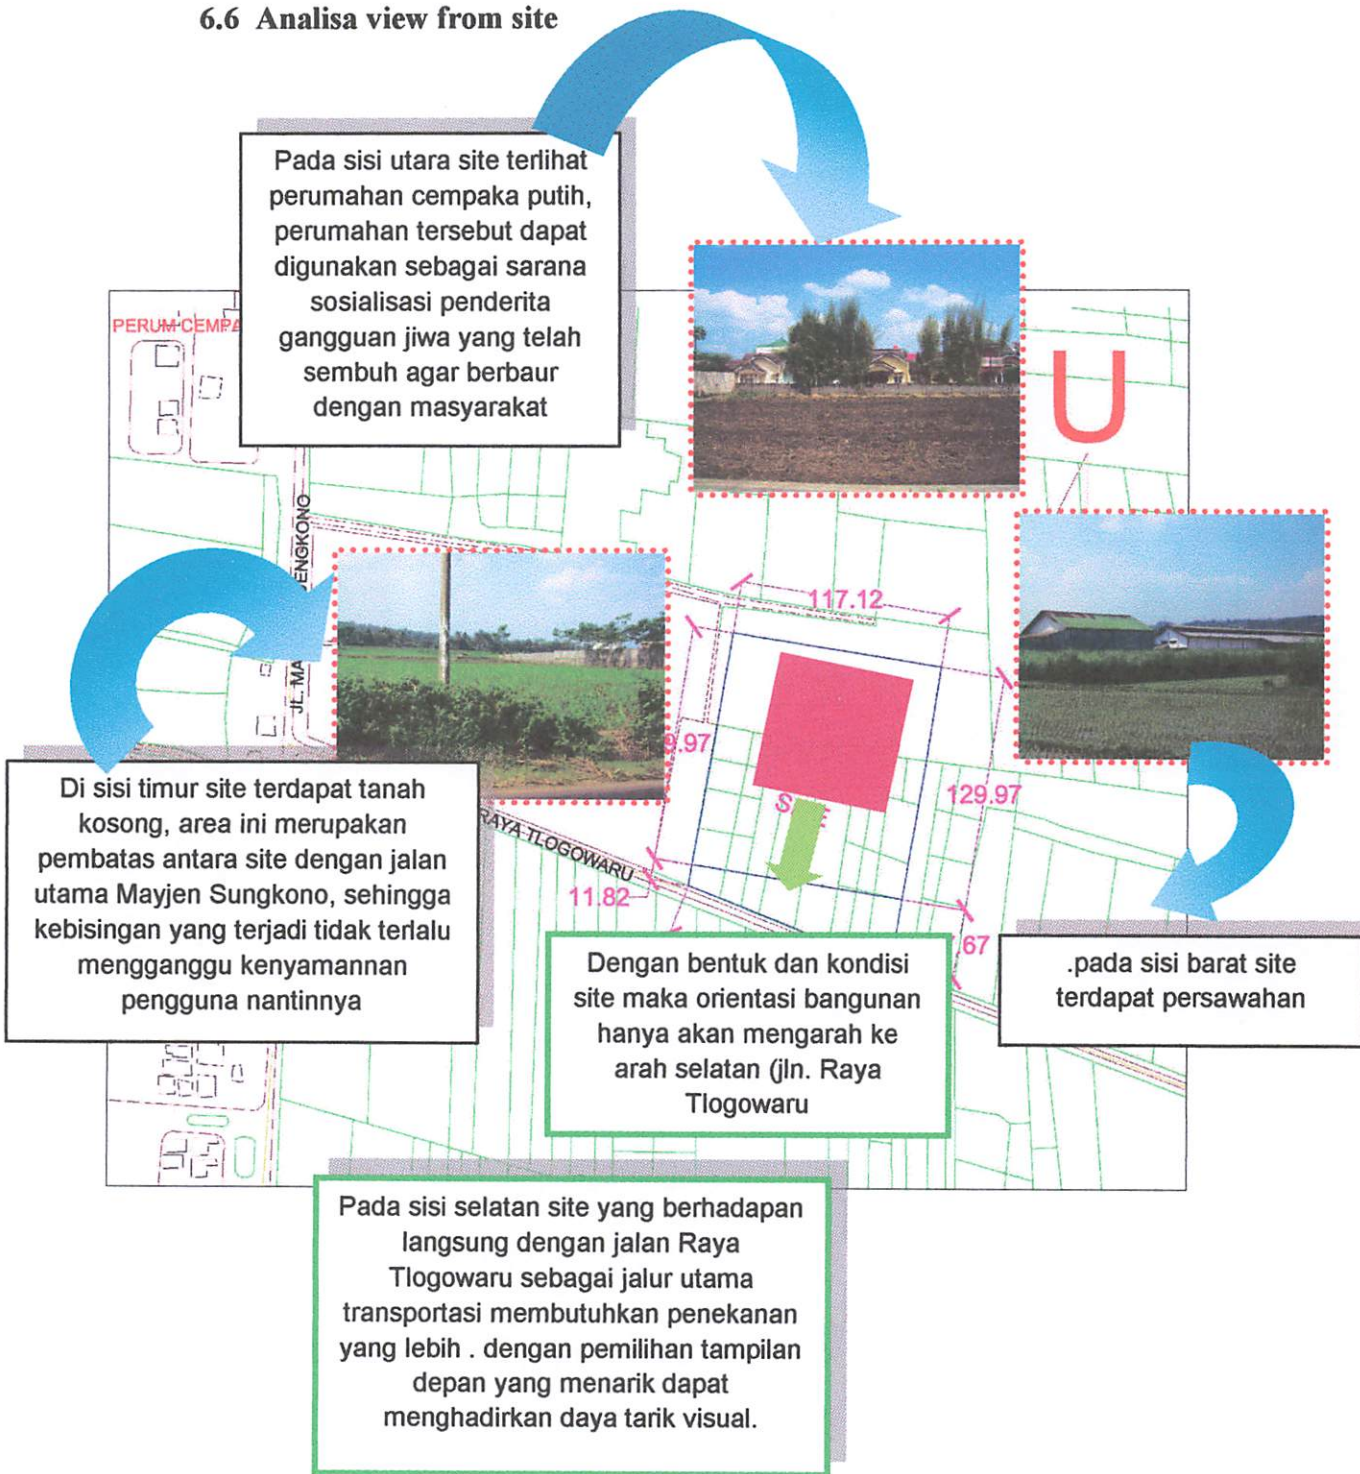 6.6 Analisa view from site
Pada sisi utara site terlihat
perumahan cempaka putih,
perumahan tersebut dapat
digunakan sebagai sarana
sosialisasi penderita
gangguan jiwa yang telah
sembuh agar berbaur
dengan masyarakat
PERUM CEMPA
U
ENGKONO
JL. MA
117.12
9.97
129.97
RAYA TLOGOWARU
11.82
.67
Di sisi timur site terdapat tanah
kosong, area ini merupakan
pembatas antara site dengan jalan
utama Mayjen Sungkono, sehingga
kebisingan yang terjadi tidak terlalu
mengganggu kenyamannan
pengguna nantinnya
Dengan bentuk dan kondisi
site maka orientasi bangunan
hanya akan mengarah ke
arah selatan (jln. Raya
Tlogowaru
.pada sisi barat site
terdapat persawahan
Pada sisi selatan site yang berhadapan
langsung dengan jalan Raya
Tlogowaru sebagai jalur utama
transportasi membutuhkan penekanan
yang lebih . dengan pemilihan tampilan
depan yang menarik dapat
menghadirkan daya tarik visual.